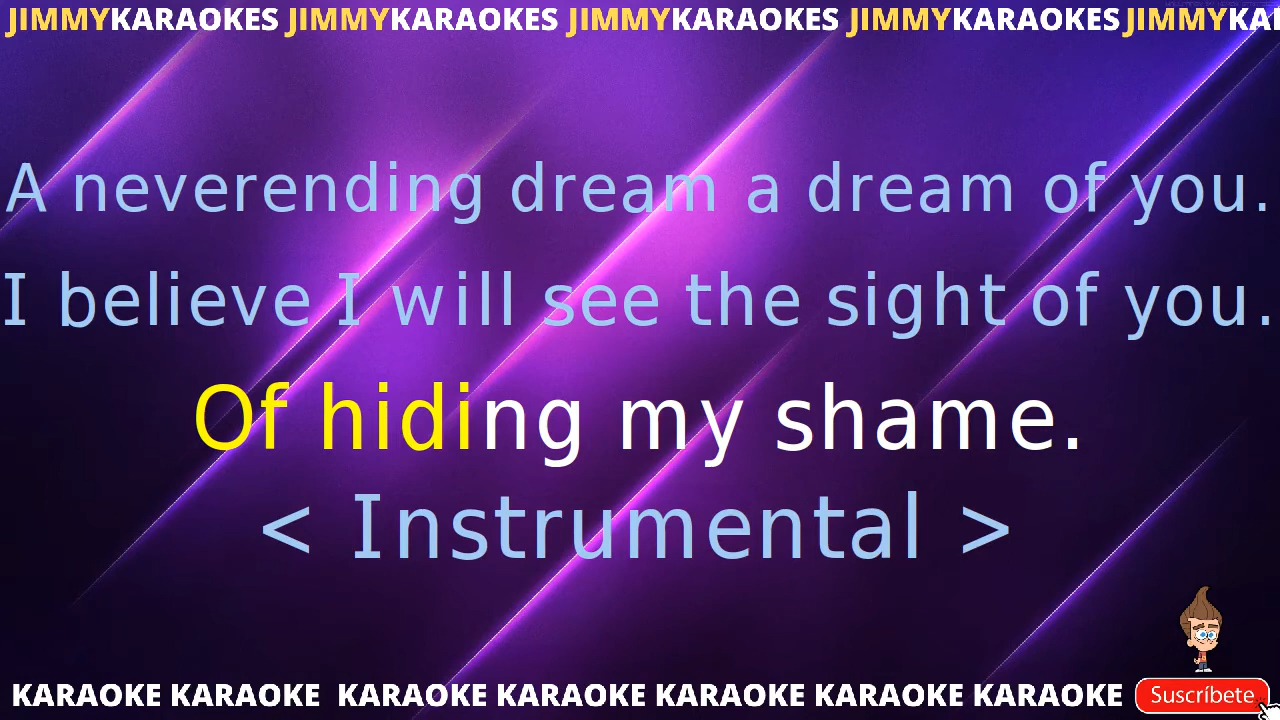 JIMMYKARAOKES JIMMYKARAOKES JIMMYKARAOKES JIMMYKARAOKES JIMMYKA
A neverending dream a dream of you.
I believe I will see the sight of you.
Of hiding my shame.
< Instrumental >
KARAOKE KARAOKE KARAOKE KARAOKE KARAOKE KARAOKE KARAOKE
Suscríbete